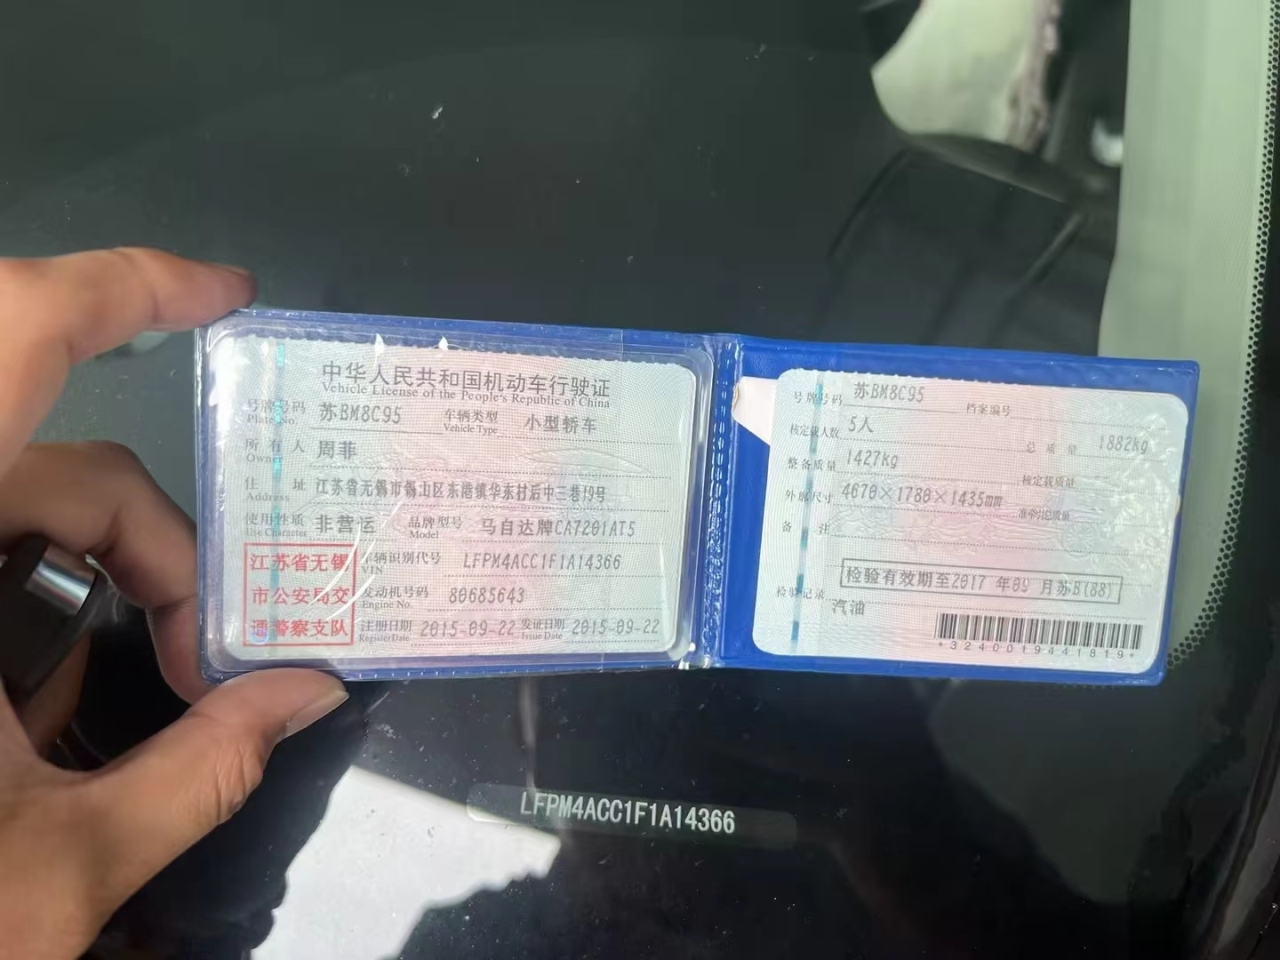 中华人民共和国机动车行驶证
Vehicle License of the People's Republic of China
号牌号码 苏BM8C95 车辆类型 小型轿车
Plate No. Vehicle Type
所有人 周菲
Owner
住址 江苏省无锡市锡山区东港镇华东村后中三巷19号
Address
使用性质 非营运 品牌型号 马自达牌CA7201AT5
Use Character Model
江苏省无锡
市公安局交
通警察支队
车辆识别代号 LFPM4ACC1F1A14366
VIN
发动机号码 80685643
Engine No.
注册日期 2015-09-22 发证日期 2015-09-22
Register Date Issue Date
号牌号码 苏BM8C95 档案编号
核定载人数 5人 总质量 1882kg
整备质量 1427kg 核定载质量
外廓尺寸 4670×1780×1435mm 准牵引总质量
备注
检验有效期至2017年09月苏B(88)
检验记录
汽油
*3240019441819*
LFPM4ACC1F1A14366